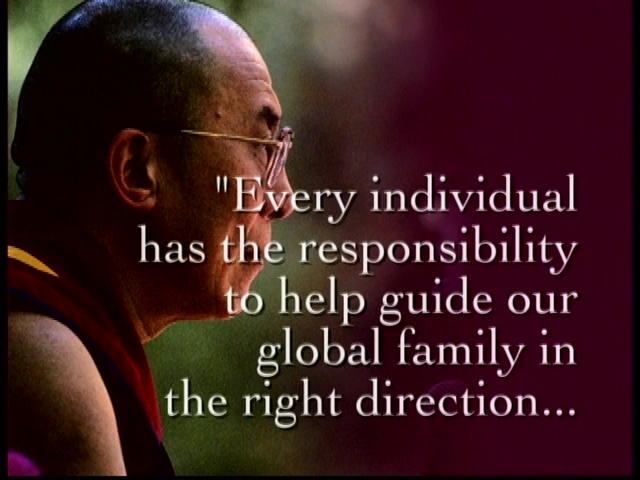 "Every individual
has the responsibility
to help guide our
global family in
the right direction...